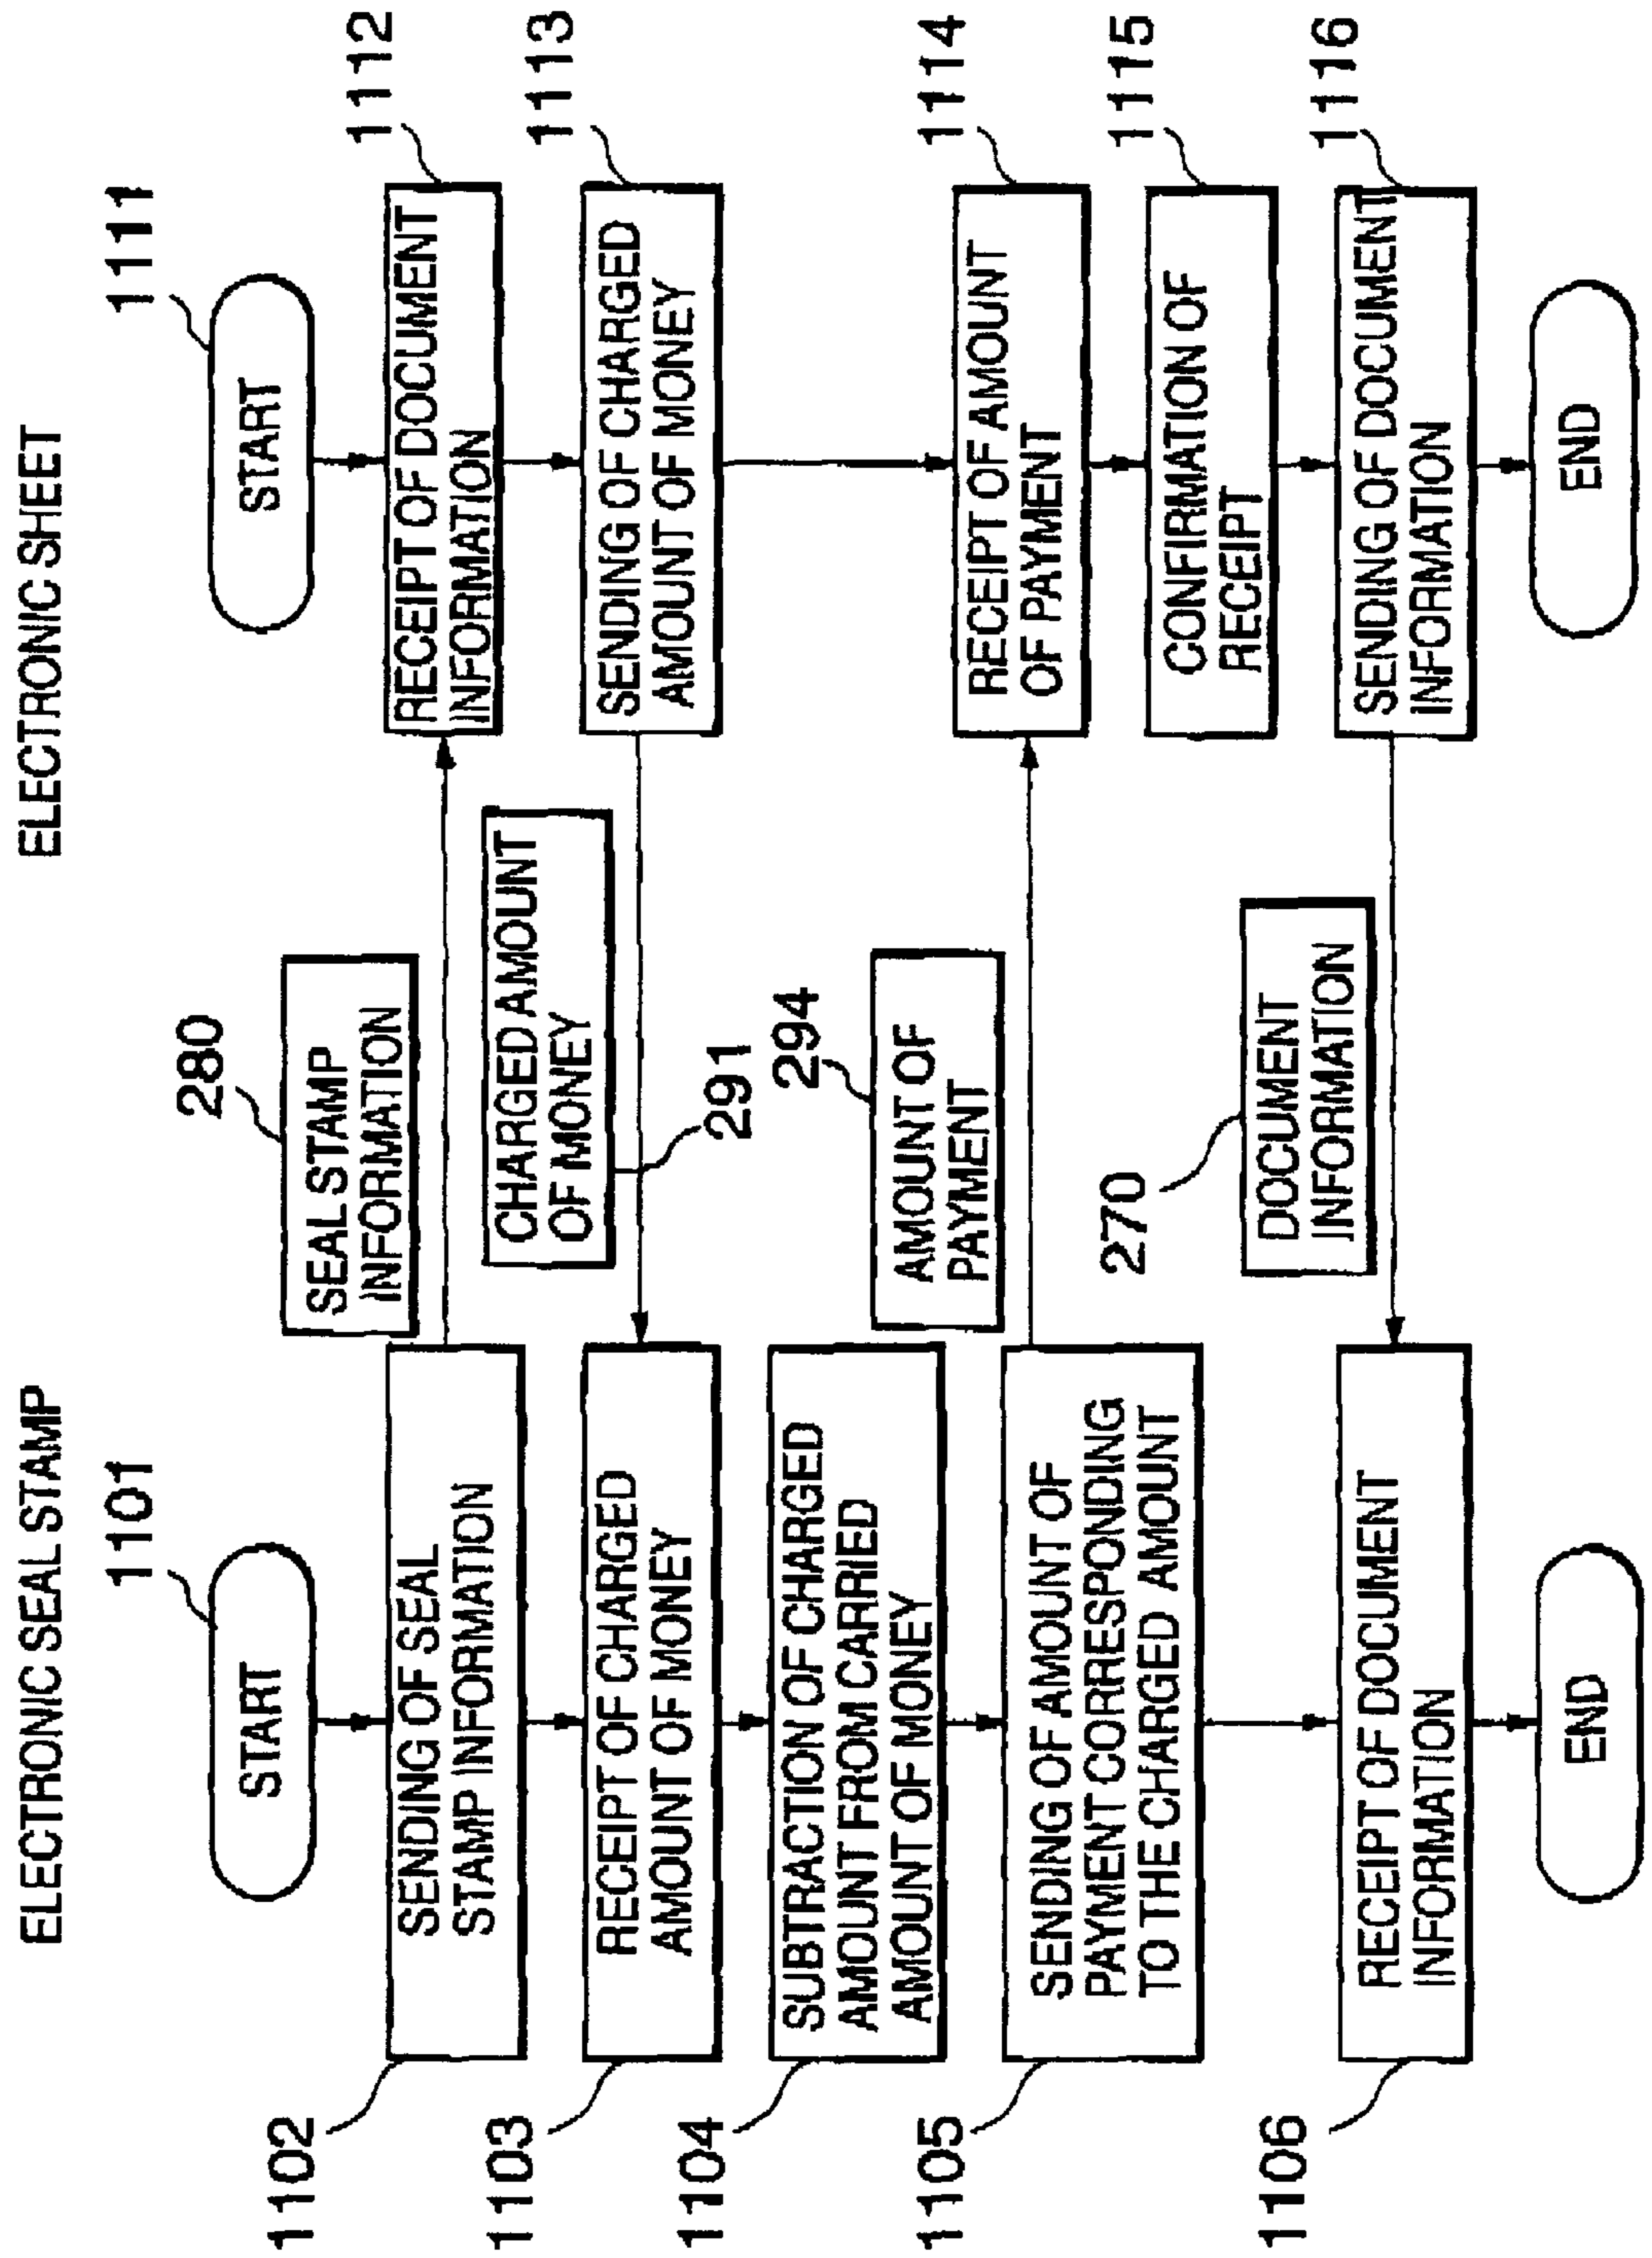 ELECTRONIC SEAL STAMP
ELECTRONIC SHEET
1101
START
1111
START
1102
SENDING OF SEAL
STAMP INFORMATION
280
SEAL STAMP
INFORMATION
1112
RECEIPT OF DOCUMENT
INFORMATION
1103
RECEIPT OF CHARGED
AMOUNT OF MONEY
CHARGED AMOUNT
OF MONEY
291
1113
SENDING OF CHARGED
AMOUNT OF MONEY
1104
SUBTRACTION OF CHARGED
AMOUNT FROM CARRIED
AMOUNT OF MONEY
294
AMOUNT OF
PAYMENT
1105
SENDING OF AMOUNT OF
PAYMENT CORRESPONDING
TO THE CHARGED AMOUNT
1114
RECEIPT OF AMOUNT
OF PAYMENT
1115
CONFIRMATION OF
RECEIPT
270
DOCUMENT
INFORMATION
1106
RECEIPT OF DOCUMENT
INFORMATION
1116
SENDING OF DOCUMENT
INFORMATION
END
END